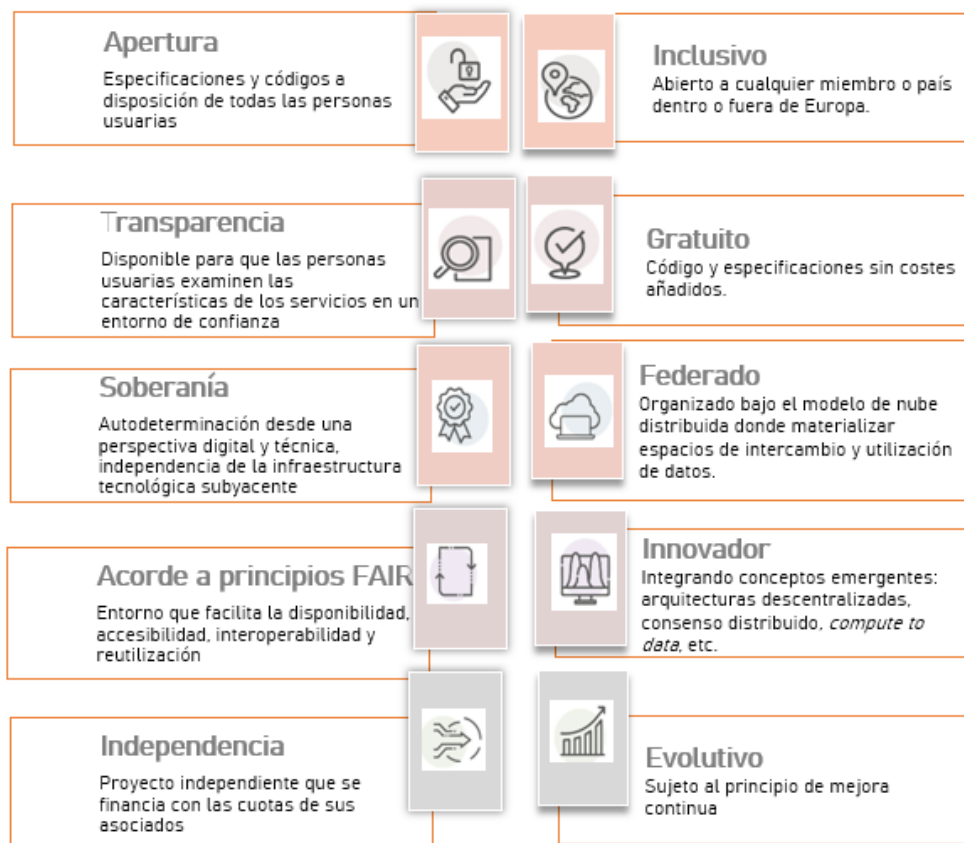 Apertura
Especificaciones y códigos a
disposición de todas las personas
usuarias
Inclusivo
Abierto a cualquier miembro o país
dentro o fuera de Europa.
Transparencia
Disponible para que las personas
usuarias examinen las
características de los servicios en un
entorno de confianza
Gratuito
Código y especificaciones sin costes
añadidos.
Soberanía
Autodeterminación desde una
perspectiva digital y técnica,
independencia de la infraestructura
tecnológica subyacente
Federado
Organizado bajo el modelo de nube
distribuida donde materializar
espacios de intercambio y utilización
de datos.
Acorde a principios FAIR
Entorno que facilita la disponibilidad,
accesibilidad, interoperabilidad y
reutilización
Innovador
Integrando conceptos emergentes:
arquitecturas descentralizadas,
consenso distribuido, compute to
data, etc.
Independencia
Proyecto independiente que se
financia con las cuotas de sus
asociados
Evolutivo
Sujeto al principio de mejora
continua